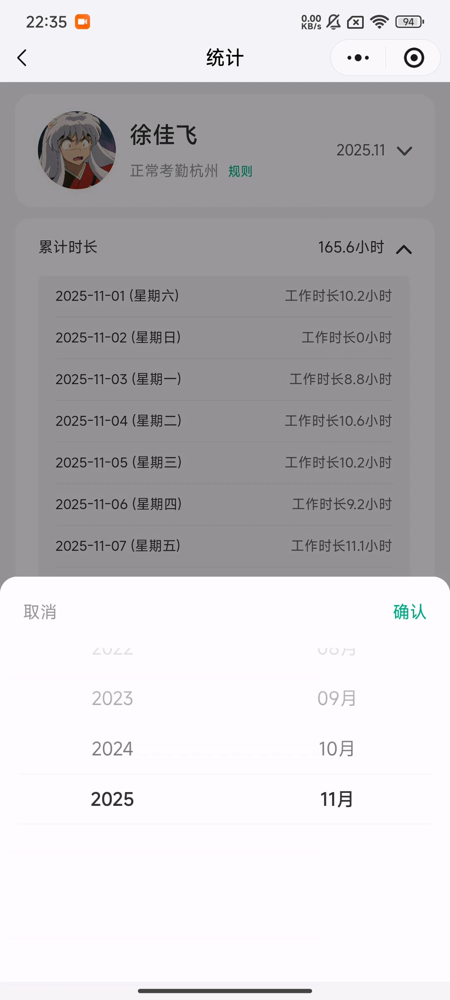 22:35
0.00
KB/s
94
统计
徐佳飞
正常考勤杭州 规则
2025.11
累计时长 165.6小时
2025-11-01 (星期六) 工作时长10.2小时
2025-11-02 (星期日) 工作时长0小时
2025-11-03 (星期一) 工作时长8.8小时
2025-11-04 (星期二) 工作时长10.6小时
2025-11-05 (星期三) 工作时长10.2小时
2025-11-06 (星期四) 工作时长9.2小时
2025-11-07 (星期五) 工作时长11.1小时
取消 确认
2022 08月
2023 09月
2024 10月
2025 11月